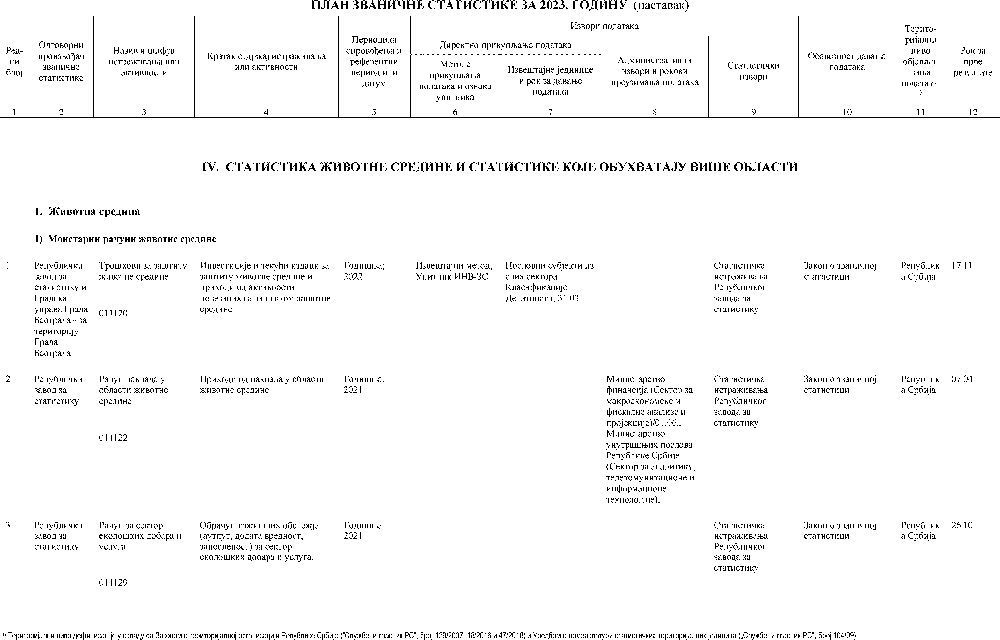 ПЛАН ЗВАНИЧНЕ СТАТИСТИКЕ ЗА 2023. ГОДИНУ (наставак)
Ред-
ни
број
Одговорни
произвођач
званичне
статистике
Назив и шифра
истраживања или
активности
Кратак садржај истраживања
или активности
Периодика
спровођења и
референтни
период или
датум
Извори података
Директно прикупљање података
Методе
прикупљања
података и ознака
упитника
Извештајне јединице
и рок за давање
података
Административни
извори и рокови
преузимања података
Статистички
извори
Обавезност давања
података
Терито-
ријални
ниво
објављи-
вања
података¹
)
Рок за
прве
резултате
1 2 3 4 5 6 7 8 9 10 11 12
IV. СТАТИСТИКА ЖИВОТНЕ СРЕДИНЕ И СТАТИСТИКЕ КОЈЕ ОБУХВАТАЈУ ВИШЕ ОБЛАСТИ
1. Животна средина
1) Монетарни рачуни животне средине
1
Републички
завод за
статистику и
Градска
управа Града
Београда - за
територију
Града
Београда
Трошкови за заштиту
животне средине
011120
Инвестиције и текући издаци за
заштиту животне средине и
приходи од активности
повезаних са заштитом животне
средине
Годишња;
2022.
Извештајни метод;
Упитник ИНВ-ЗС
Пословни субјекти из
свих сектора
Класификације
Делатности; 31.03.
Статистичка
истраживања
Републичког
завода за
статистику
Закон о званичној
статистици
Републик
а Србија
17.11.
2
Републички
завод за
статистику
Рачун накнада у
области животне
средине
011122
Приходи од накнада у области
животне средине
Годишња;
2021.
Министарство
финансија (Сектор за
макроекономске и
фискалне анализе и
пројекције)/01.06.;
Министарство
унутрашњих послова
Републике Србије
(Сектор за аналитику,
телекомуникационе и
информационе
технологије);
Статистичка
истраживања
Републичког
завода за
статистику
Закон о званичној
статистици
Републик
а Србија
07.04.
3
Републички
завод за
статистику
Рачун за сектор
еколошких добара и
услуга
011129
Обрачун тржишних обележја
(аутпут, додата вредност,
запосленост) за сектор
еколошких добара и услуга.
Годишња;
2021.
Статистичка
истраживања
Републичког
завода за
статистику
Закон о званичној
статистици
Републик
а Србија
26.10.
¹⁾ Територијални ниво дефинисан је у складу са Законом о територијалној организацији Републике Србије ("Службени гласник РС", број 129/2007, 18/2016 и 47/2018) и Уредбом о номенклатури статистичких територијалних јединица („Службени гласник РС", број 104/09).